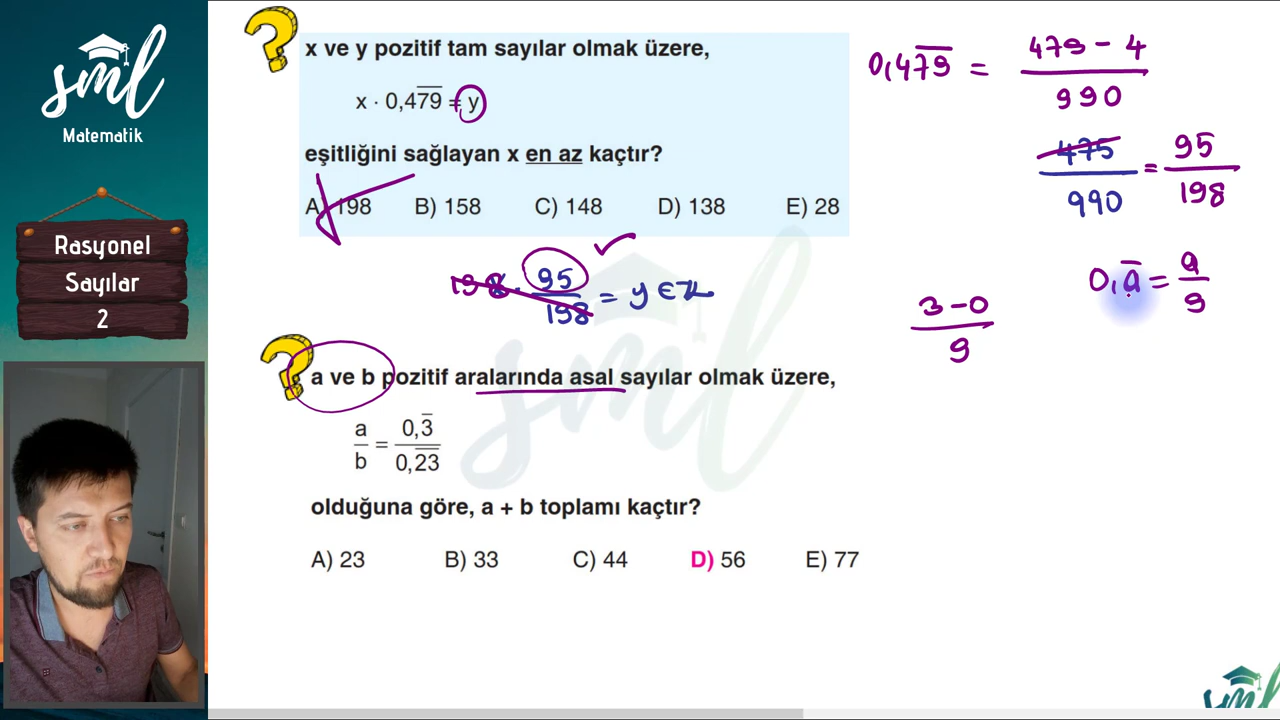 sml
Matematik
Rasyonel
Sayılar
2
x ve y pozitif tam sayılar olmak üzere,
x · 0,47̅9̅ = y
eşitliğini sağlayan x en az kaçtır?
A) 198 B) 158 C) 148 D) 138 E) 28
198 · 95/198 = y ∈ Z
a ve b pozitif aralarında asal sayılar olmak üzere,
a/b = 0,3̅ / 0,2̅3̅
olduğuna göre, a + b toplamı kaçtır?
A) 23 B) 33 C) 44 D) 56 E) 77
0,47̅9̅ = 479 - 4 / 990
475/990 = 95/198
0,a̅ = a/9
3 - 0 / 9
sml